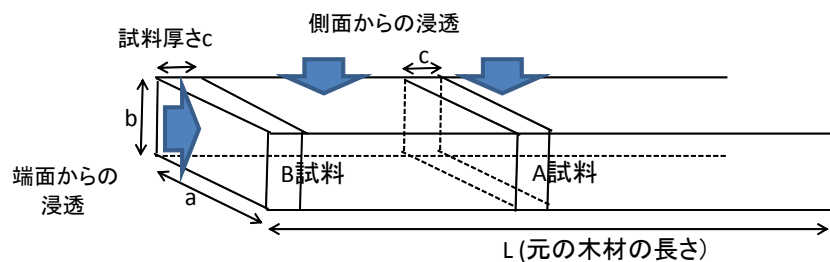 側面からの浸透
試料厚さc
c
b
端面からの
浸透
a
B試料
A試料
L (元の木材の長さ)